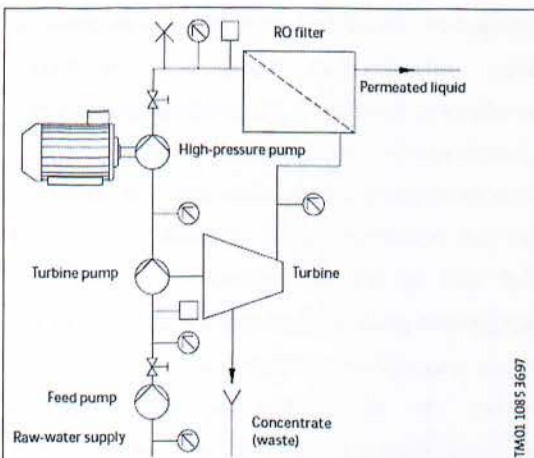 RO filter
Permeated liquid
High-pressure pump
Turbine pump
Turbine
Feed pump
Concentrate
(waste)
Raw-water supply
TM01 1085 3697